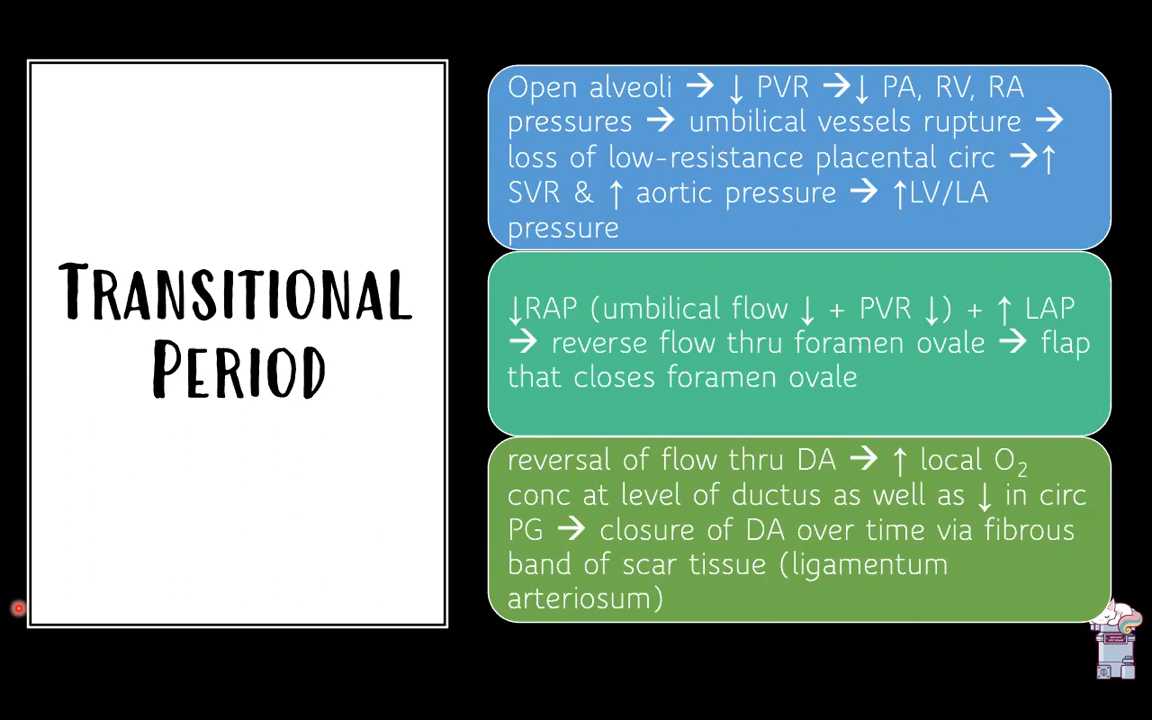 TRANSITIONAL
PERIOD
Open alveoli → ↓ PVR →↓ PA, RV, RA
pressures → umbilical vessels rupture →
loss of low-resistance placental circ →↑
SVR & ↑ aortic pressure → ↑LV/LA
pressure
↓RAP (umbilical flow ↓ + PVR ↓) + ↑ LAP
→ reverse flow thru foramen ovale → flap
that closes foramen ovale
reversal of flow thru DA → ↑ local O₂
conc at level of ductus as well as ↓ in circ
PG → closure of DA over time via fibrous
band of scar tissue (ligamentum
arteriosum)